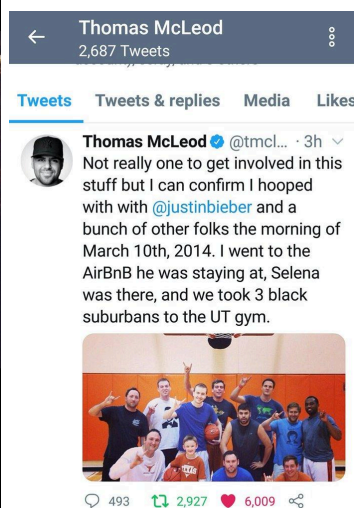 Thomas McLeod
2,687 Tweets
Tweets Tweets & replies Media Likes
Thomas McLeod @tmcl... · 3h
Not really one to get involved in this
stuff but I can confirm I hooped
with with @justinbieber and a
bunch of other folks the morning of
March 10th, 2014. I went to the
AirBnB he was staying at, Selena
was there, and we took 3 black
suburbans to the UT gym.
493 2,927 6,009